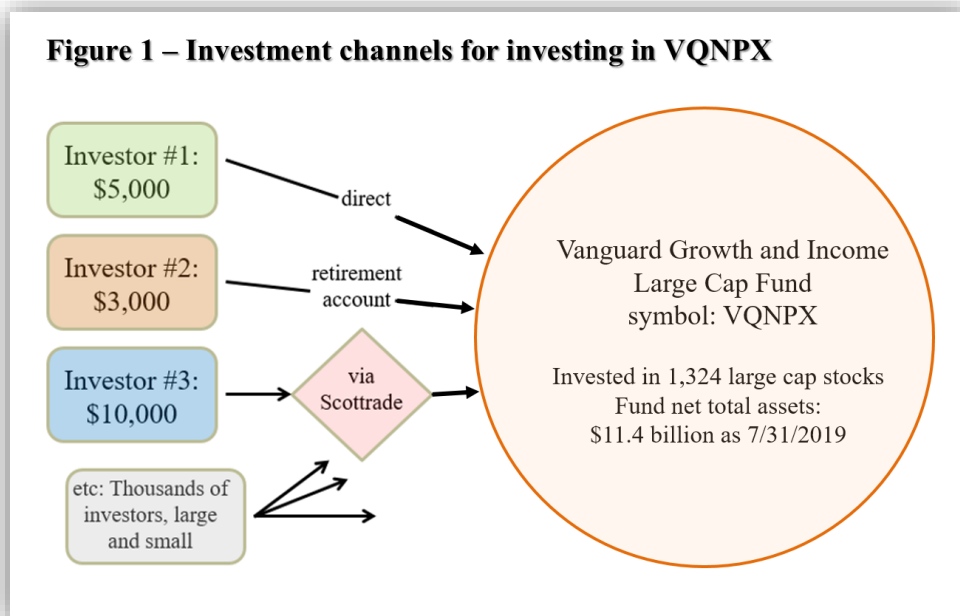 Figure 1 – Investment channels for investing in VQNPX
Investor #1:
$5,000
direct
Investor #2:
$3,000
retirement
account
Investor #3:
$10,000
via
Scottrade
etc: Thousands of
investors, large
and small
Vanguard Growth and Income
Large Cap Fund
symbol: VQNPX
Invested in 1,324 large cap stocks
Fund net total assets:
$11.4 billion as 7/31/2019